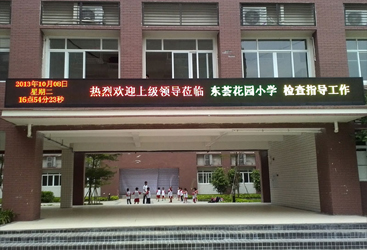 2013年10月08日
星期二
16点54分23秒
热烈欢迎上级领导莅临 东荟花园小学 检查指导工作